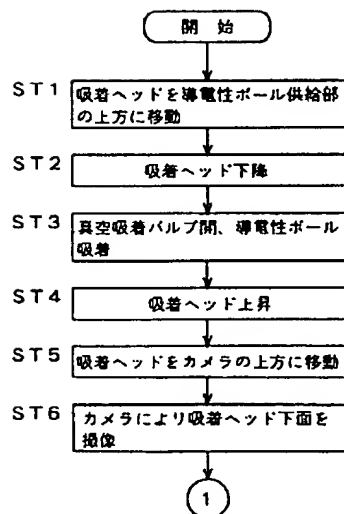 開 始
ST1
吸着ヘッドを導電性ボール供給部
の上方に移動
ST2
吸着ヘッド下降
ST3
真空吸着バルブ開、導電性ボール
吸着
ST4
吸着ヘッド上昇
ST5
吸着ヘッドをカメラの上方に移動
ST6
カメラにより吸着ヘッド下面を
撮像
1